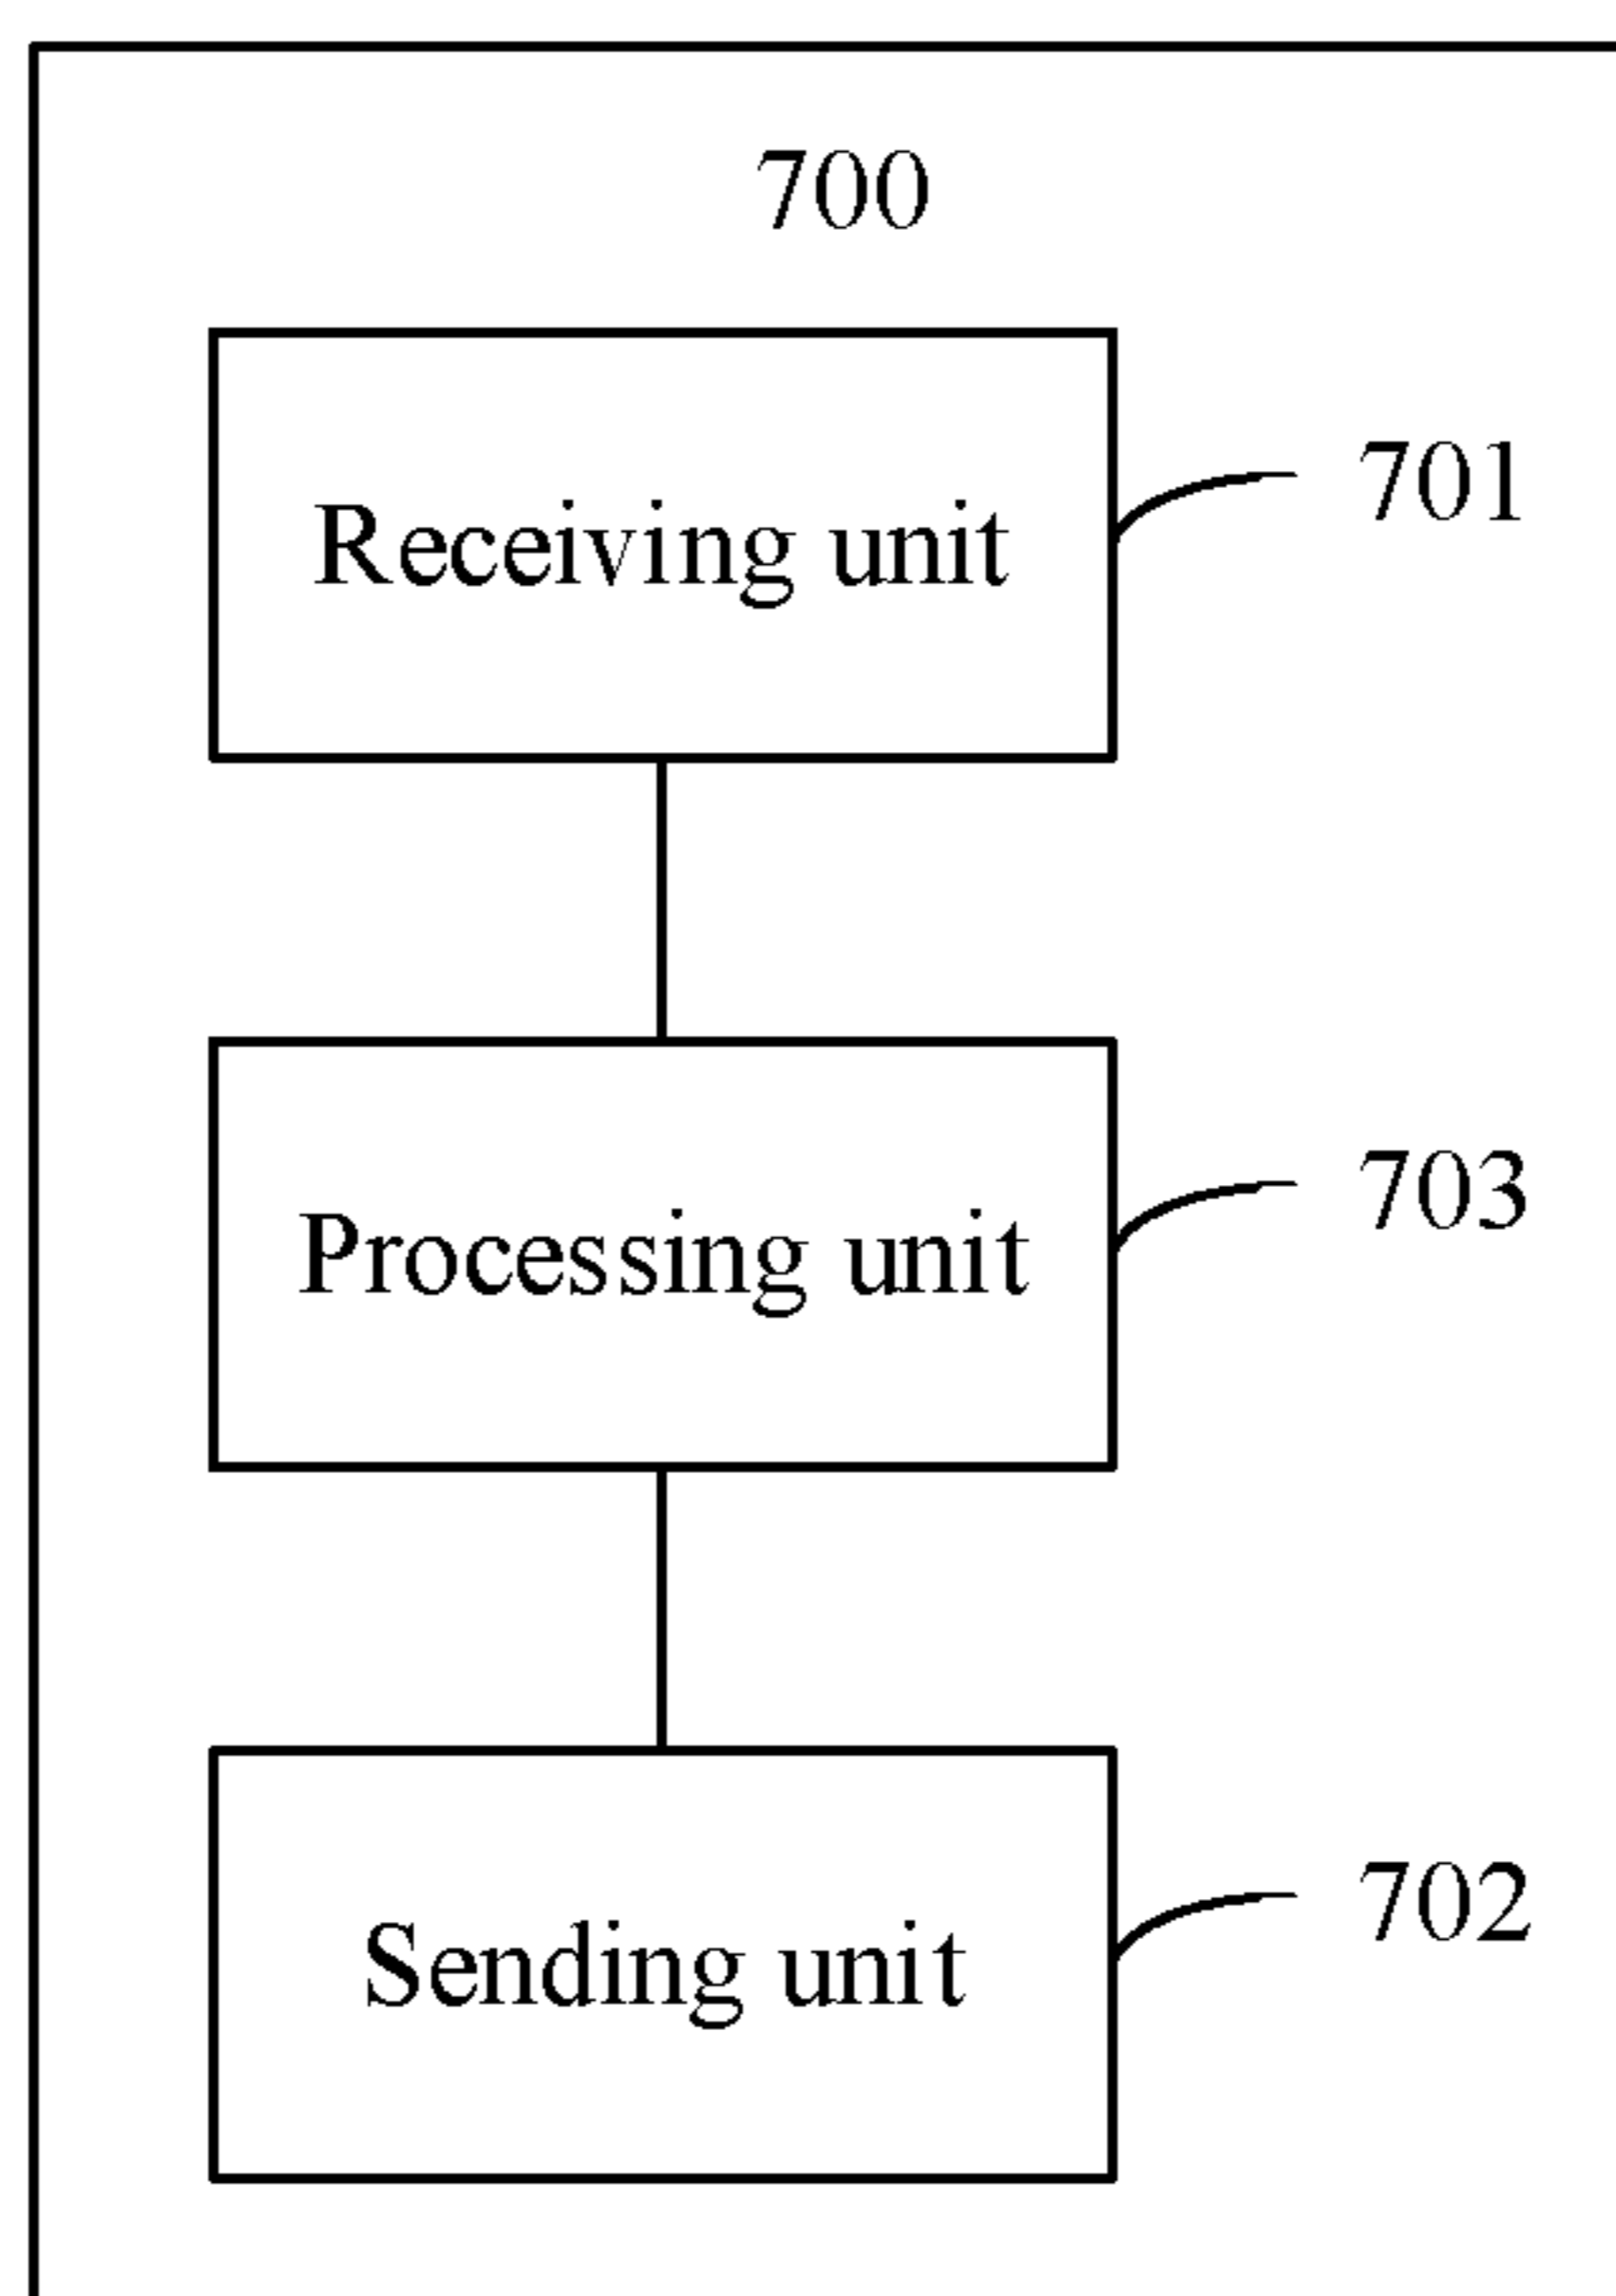 700
Receiving unit
701
Processing unit
703
Sending unit
702